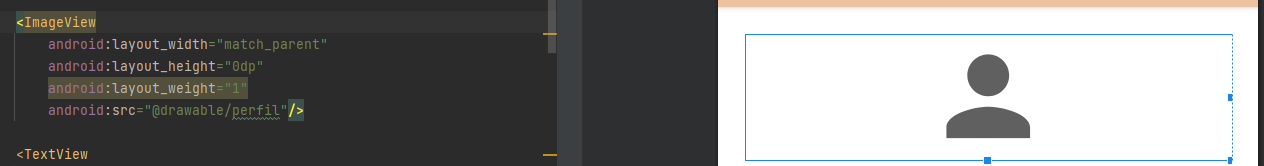 <ImageView
android:layout_width="match_parent"
android:layout_height="0dp"
android:layout_weight="1"
android:src="@drawable/perfil"/>
<TextView